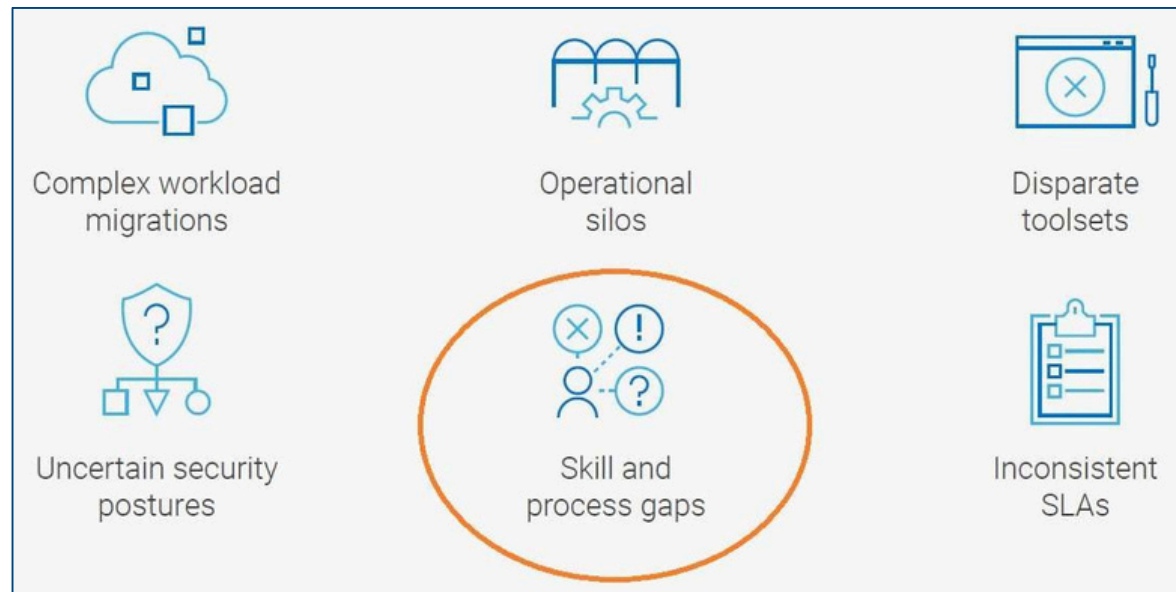 Complex workload
migrations
Operational
silos
Disparate
toolsets
Uncertain security
postures
Skill and
process gaps
Inconsistent
SLAs